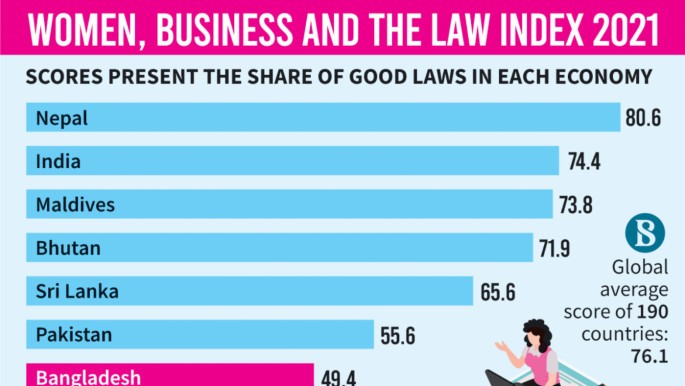 WOMEN, BUSINESS AND THE LAW INDEX 2021
SCORES PRESENT THE SHARE OF GOOD LAWS IN EACH ECONOMY
Nepal 80.6
India 74.4
Maldives 73.8
Bhutan 71.9
Sri Lanka 65.6
Pakistan 55.6
Bangladesh 49.4
B
Global
average
score of 190
countries:
76.1